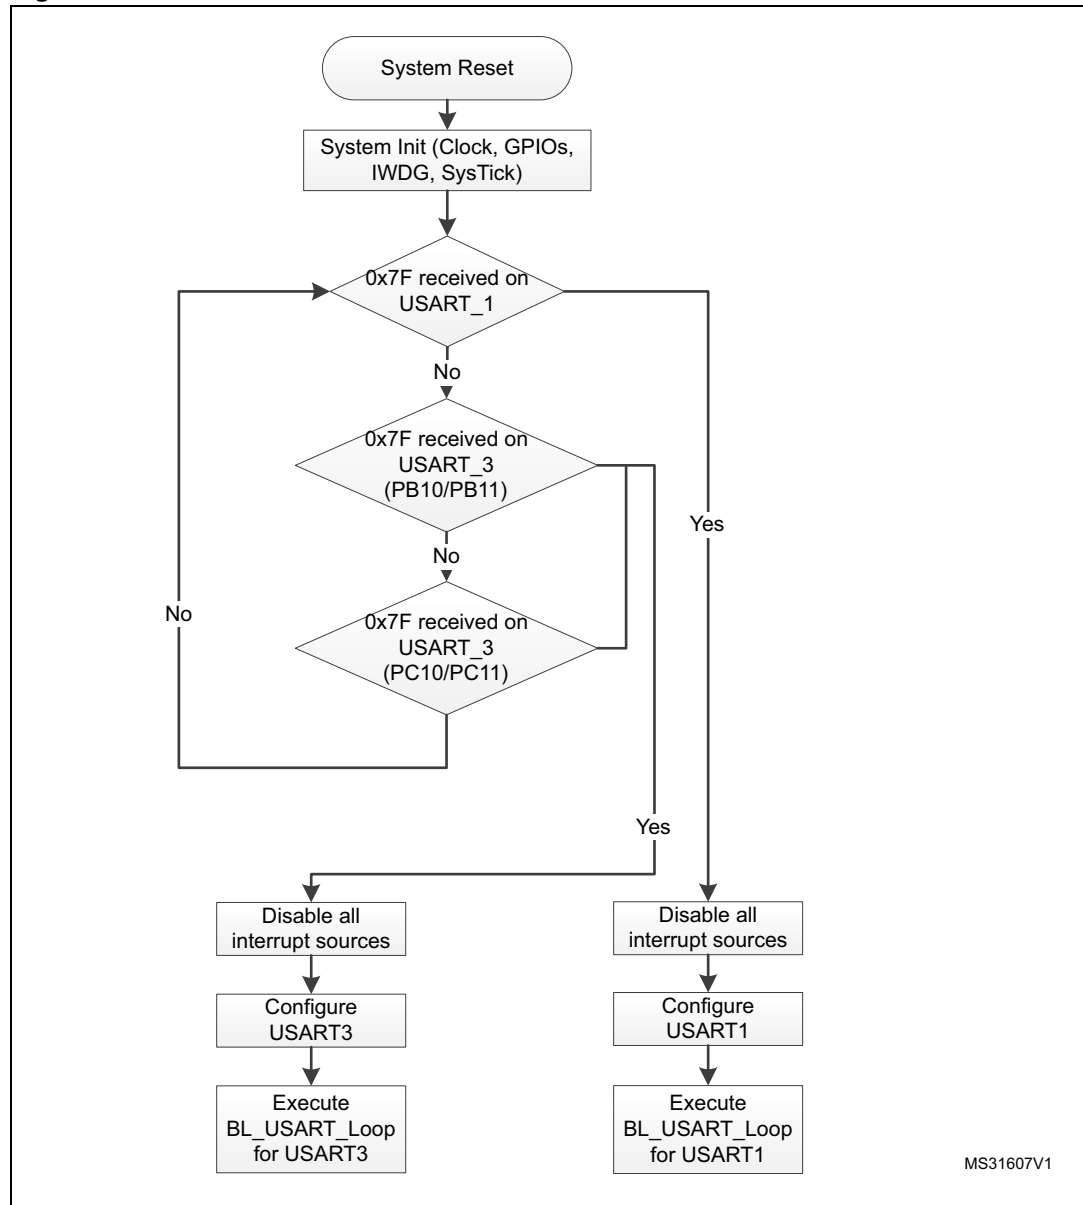 System Reset
System Init (Clock, GPIOs,
IWDG, SysTick)
0x7F received on
USART_1
No
0x7F received on
USART_3
(PB10/PB11)
Yes
No
No
0x7F received on
USART_3
(PC10/PC11)
Yes
Disable all
interrupt sources
Disable all
interrupt sources
Configure
USART3
Configure
USART1
Execute
BL_USART_Loop
for USART3
Execute
BL_USART_Loop
for USART1
MS31607V1